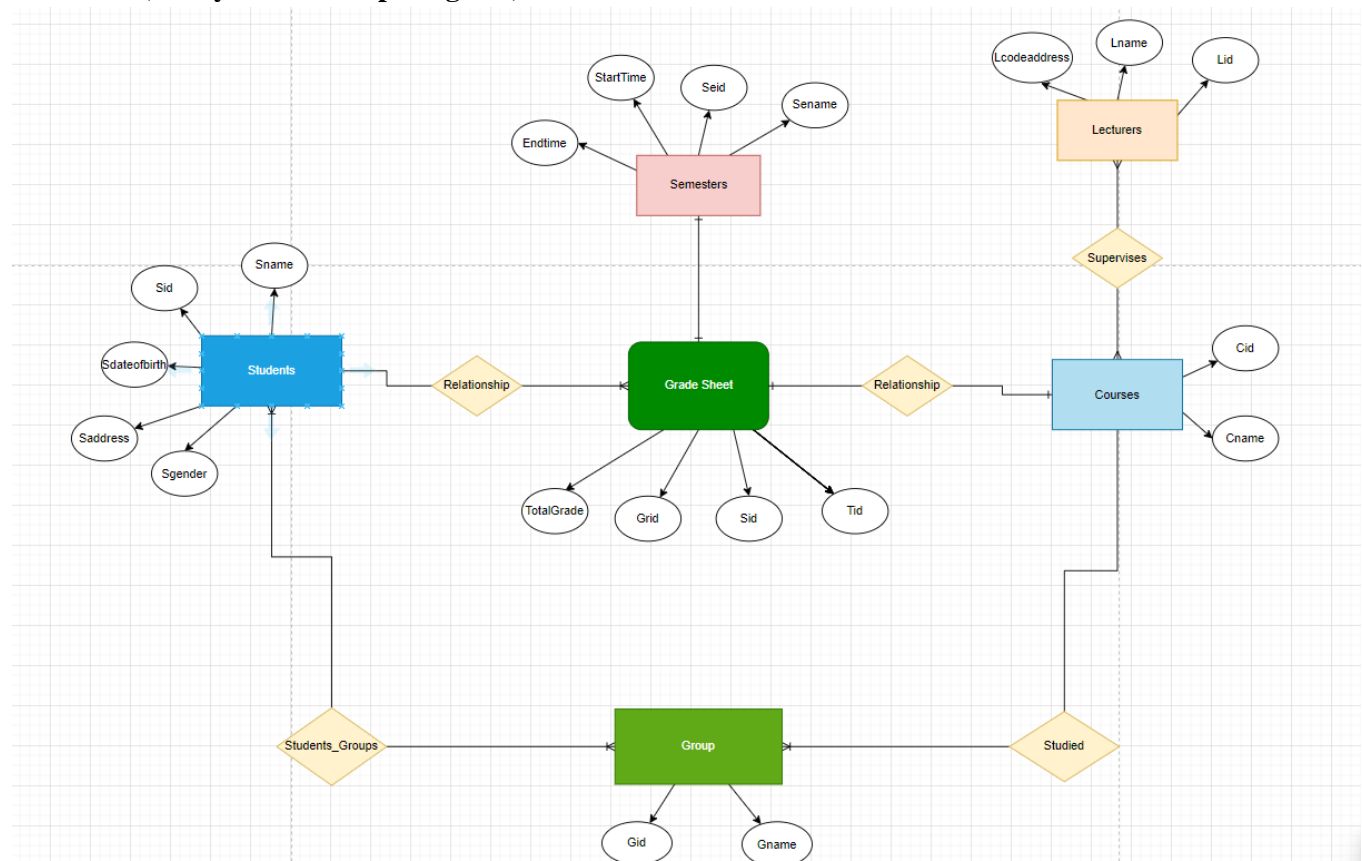 Lname
Lcodeaddress
Lid
StartTime
Seid
Sename
Endtime
Lecturers
Semesters
Sname
Supervises
Sid
Sdateofbirth
Students
Relationship
Grade Sheet
Relationship
Courses
Cid
Saddress
Cname
Sgender
TotalGrade
Grid
Sid
Tid
Students_Groups
Group
Studied
Gid
Gname